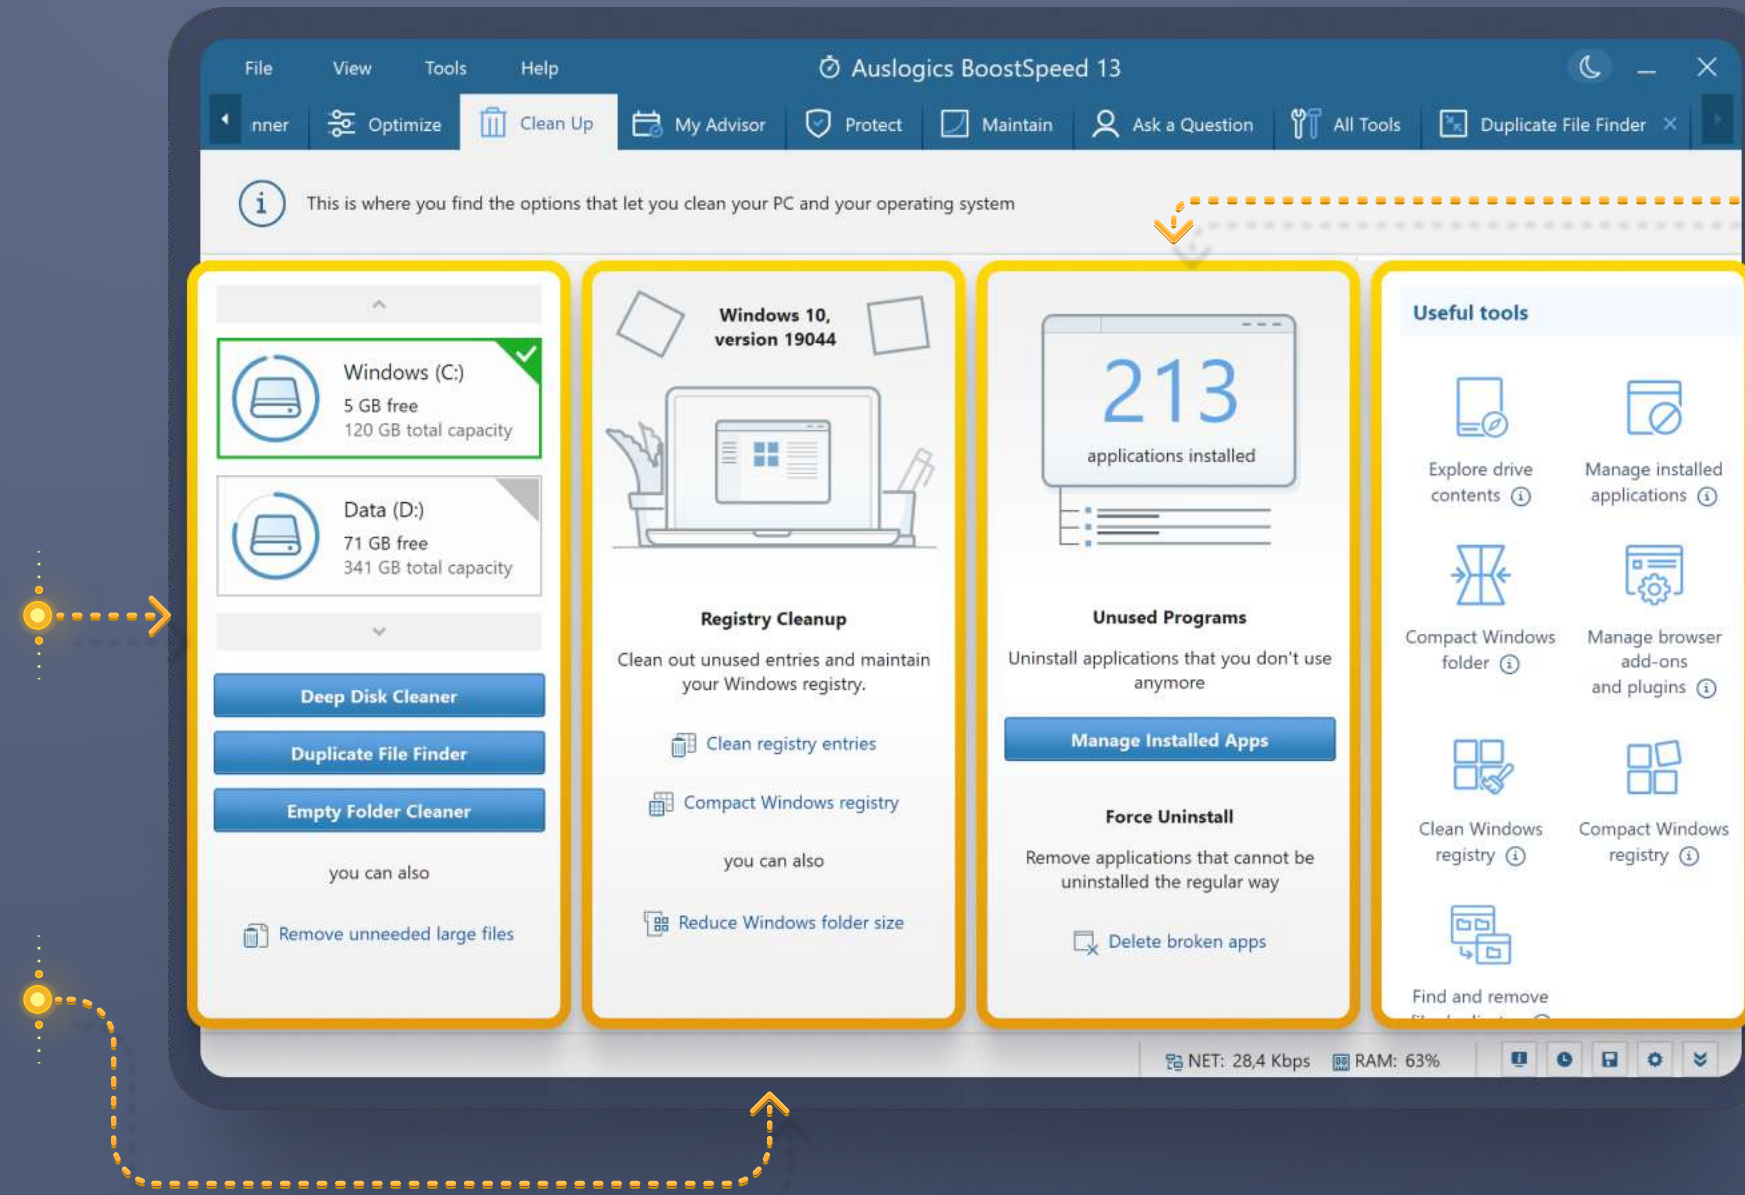 File View Tools Help
Auslogics BoostSpeed 13
nner Optimize Clean Up My Advisor Protect Maintain Ask a Question All Tools Duplicate File Finder
This is where you find the options that let you clean your PC and your operating system
Windows (C:)
5 GB free
120 GB total capacity
Data (D:)
71 GB free
341 GB total capacity
Deep Disk Cleaner
Duplicate File Finder
Empty Folder Cleaner
you can also
Remove unneeded large files
Windows 10,
version 19044
Registry Cleanup
Clean out unused entries and maintain
your Windows registry.
Clean registry entries
Compact Windows registry
you can also
Reduce Windows folder size
213
applications installed
Unused Programs
Uninstall applications that you don't use
anymore
Manage Installed Apps
Force Uninstall
Remove applications that cannot be
uninstalled the regular way
Delete broken apps
Useful tools
Explore drive
contents
Manage installed
applications
Compact Windows
folder
Manage browser
add-ons
and plugins
Clean Windows
registry
Compact Windows
registry
Find and remove
NET: 28,4 Kbps RAM: 63%